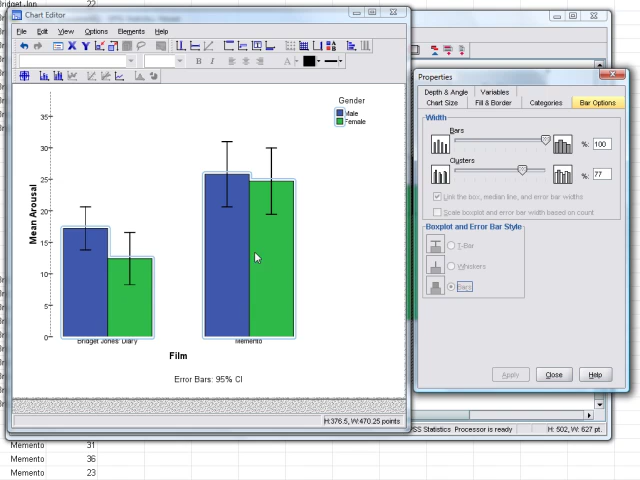 22
Chart Editor
File Edit View Options Elements Help
X Y
B I
A
Gender
Male
Female
35
30
25
20
15
10
5
0
Mean Arousal
Bridget Jones' Diary Memento
Film
Error Bars: 95% CI
H:376.5, W:470.25 points
Properties
Depth & Angle Variables
Chart Size Fill & Border Categories Bar Options
Width
Bars
%: 100
Clusters
%: 77
Link the box, median line, and error bar widths
Scale boxplot and error bar width based on count
Boxplot and Error Bar Style
T-Bar
Whiskers
Bars
Apply Close Help
SS Statistics Processor is ready H: 502, W: 627 pt.
Memento 31
Memento 36
Memento 23